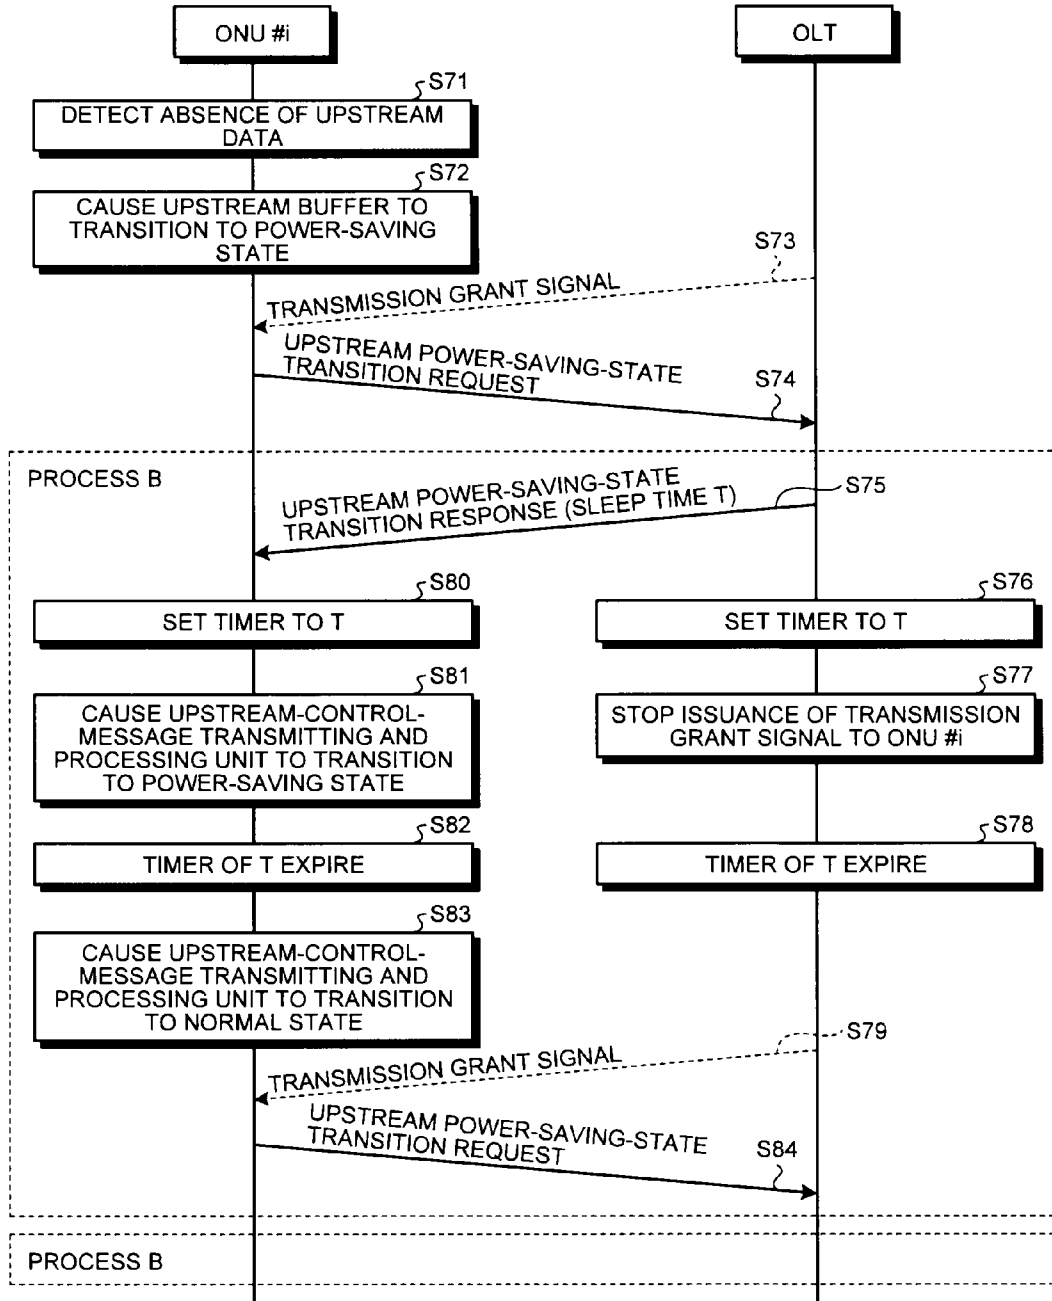 ONU #i
OLT
S71
DETECT ABSENCE OF UPSTREAM
DATA
S72
CAUSE UPSTREAM BUFFER TO
TRANSITION TO POWER-SAVING
STATE
S73
TRANSMISSION GRANT SIGNAL
UPSTREAM POWER-SAVING-STATE
TRANSITION REQUEST
S74
PROCESS B
UPSTREAM POWER-SAVING-STATE
TRANSITION RESPONSE (SLEEP TIME T)
S75
S80
SET TIMER TO T
S76
SET TIMER TO T
S81
CAUSE UPSTREAM-CONTROL-
MESSAGE TRANSMITTING AND
PROCESSING UNIT TO TRANSITION
TO POWER-SAVING STATE
S77
STOP ISSUANCE OF TRANSMISSION
GRANT SIGNAL TO ONU #i
S82
TIMER OF T EXPIRE
S78
TIMER OF T EXPIRE
S83
CAUSE UPSTREAM-CONTROL-
MESSAGE TRANSMITTING AND
PROCESSING UNIT TO TRANSITION
TO NORMAL STATE
S79
TRANSMISSION GRANT SIGNAL
UPSTREAM POWER-SAVING-STATE
TRANSITION REQUEST
S84
PROCESS B